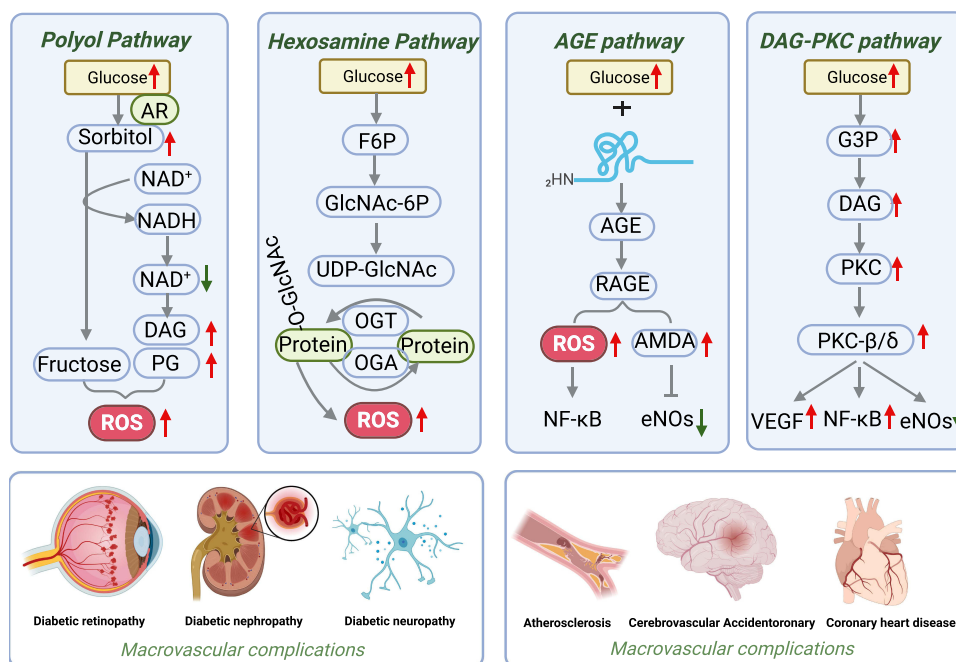 Polyol Pathway
Glucose
AR
Sorbitol
NAD⁺
NADH
NAD⁺
DAG
Fructose
PG
ROS
Hexosamine Pathway
Glucose
F6P
GlcNAc-6P
UDP-GlcNAc
-O-GlcNAc
OGT
Protein
Protein
OGA
ROS
AGE pathway
Glucose
+
₂HN
AGE
RAGE
ROS
AMDA
NF-κB
eNOs
DAG-PKC pathway
Glucose
G3P
DAG
PKC
PKC-β/δ
VEGF
NF-κB
eNOs
Diabetic retinopathy
Diabetic nephropathy
Diabetic neuropathy
Macrovascular complications
Atherosclerosis
Cerebrovascular Accidentoronary
Coronary heart disease
Macrovascular complications